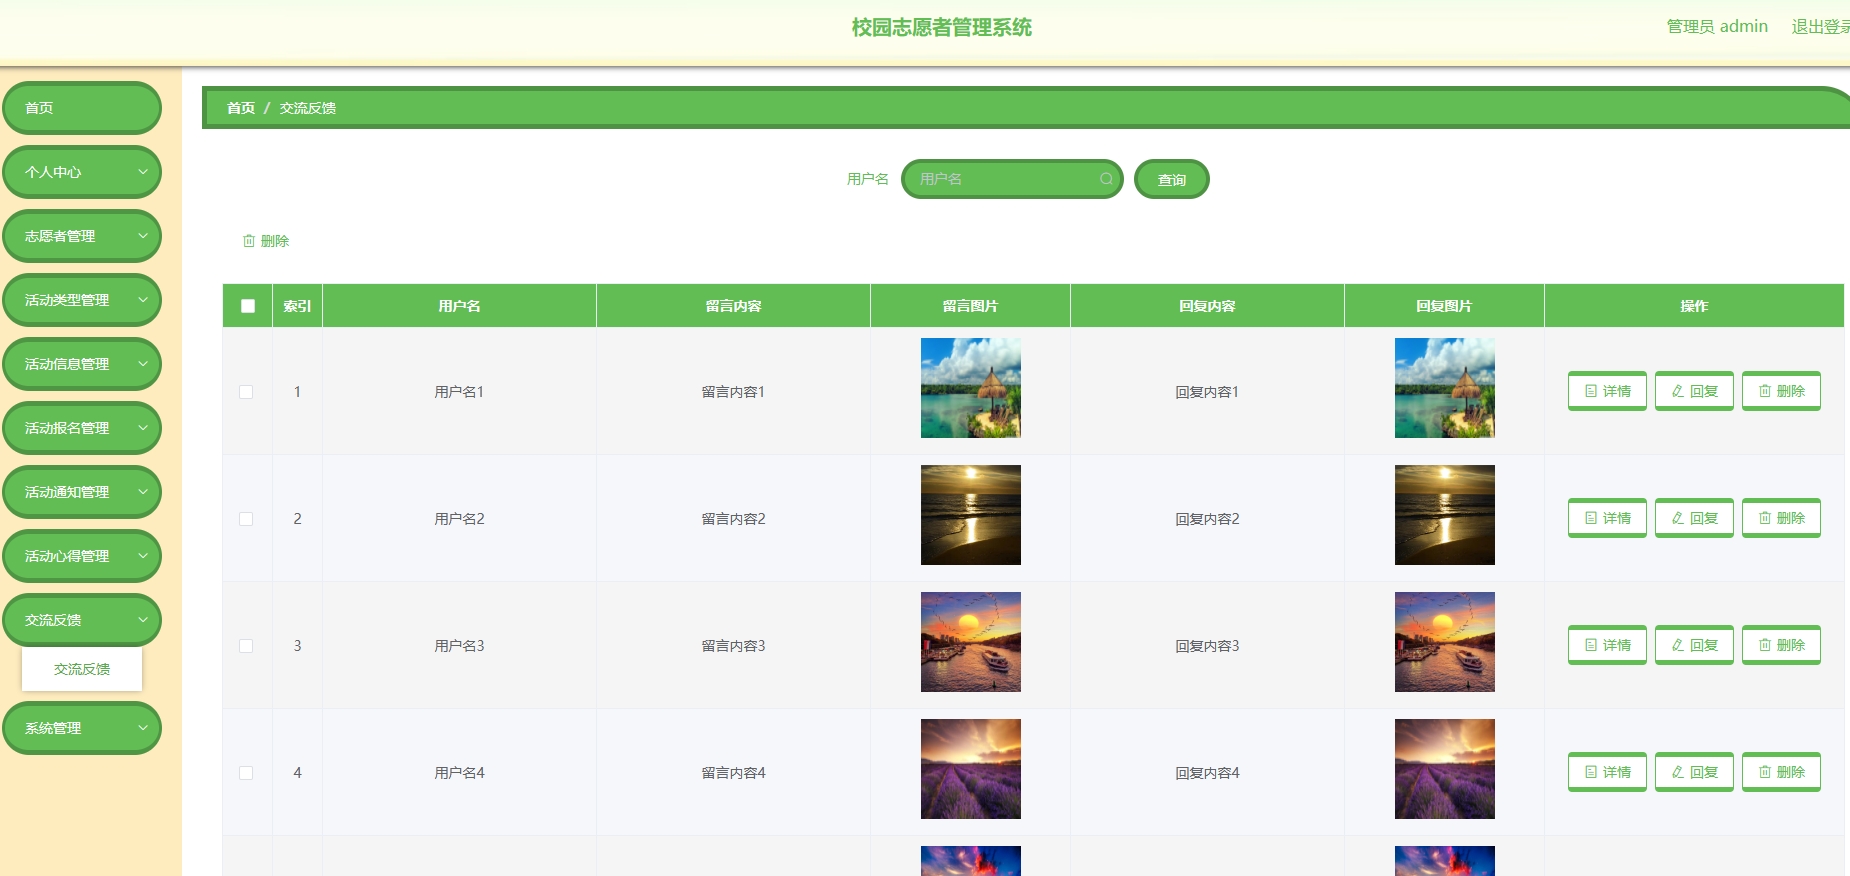 校园志愿者管理系统
管理员 admin 退出登录
首页
个人中心
志愿者管理
活动类型管理
活动信息管理
活动报名管理
活动通知管理
活动心得管理
交流反馈
交流反馈
系统管理
首页 / 交流反馈
用户名 用户名 查询
删除
索引 用户名 留言内容 留言图片 回复内容 回复图片 操作
1 用户名1 留言内容1 回复内容1 详情 回复 删除
2 用户名2 留言内容2 回复内容2 详情 回复 删除
3 用户名3 留言内容3 回复内容3 详情 回复 删除
4 用户名4 留言内容4 回复内容4 详情 回复 删除